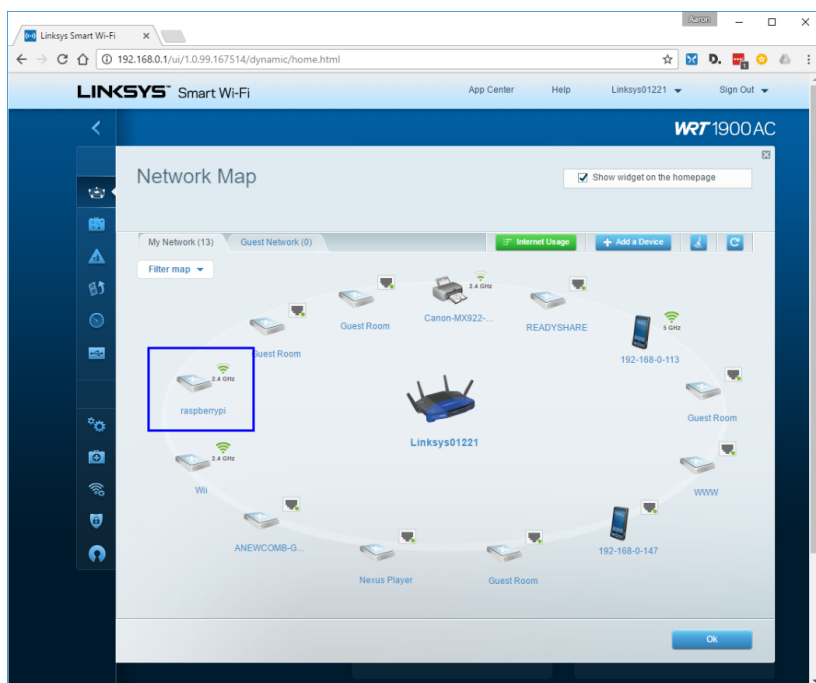 Linksys Smart Wi-Fi
Aaron
192.168.0.1/ui/1.0.99.167514/dynamic/home.html
D.
1
LINKSYS™ Smart Wi-Fi
App Center
Help
Linksys01221
Sign Out
WRT1900AC
Network Map
Show widget on the homepage
My Network (13)
Guest Network (0)
Internet Usage
Add a Device
Filter map
2.4 GHz
Guest Room
Canon-MX922-...
READYSHARE
5 GHz
Guest Room
192-168-0-113
2.4 GHz
raspberrypi
Guest Room
Linksys01221
2.4 GHz
Wii
WWW
ANEWCOMB-G...
192-168-0-147
Nexus Player
Guest Room
Ok